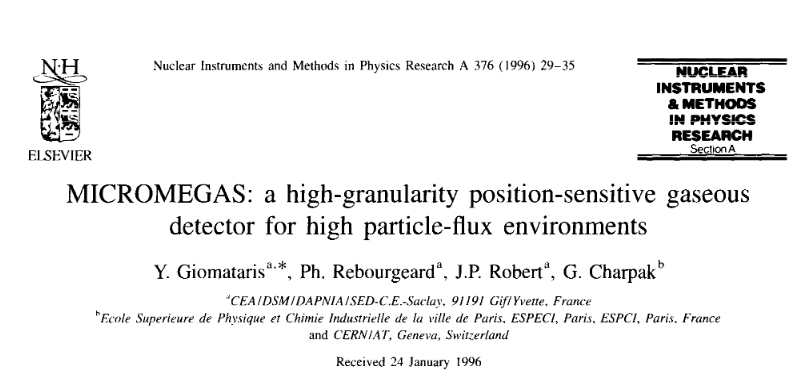 N·H
ELSEVIER
Nuclear Instruments and Methods in Physics Research A 376 (1996) 29–35
NUCLEAR
INSTRUMENTS
& METHODS
IN PHYSICS
RESEARCH
Section A
MICROMEGAS: a high-granularity position-sensitive gaseous
detector for high particle-flux environments
Y. Giomataris^a,*, Ph. Rebourgeard^a, J.P. Robert^a, G. Charpak^b
^a CEA/DSM/DAPNIA/SED-C.E.-Saclay, 91191 Gif/Yvette, France
^b Ecole Superieure de Physique et Chimie Industrielle de la ville de Paris, ESPECI, Paris, ESPCI, Paris, France
and CERN/AT, Geneva, Switzerland
Received 24 January 1996